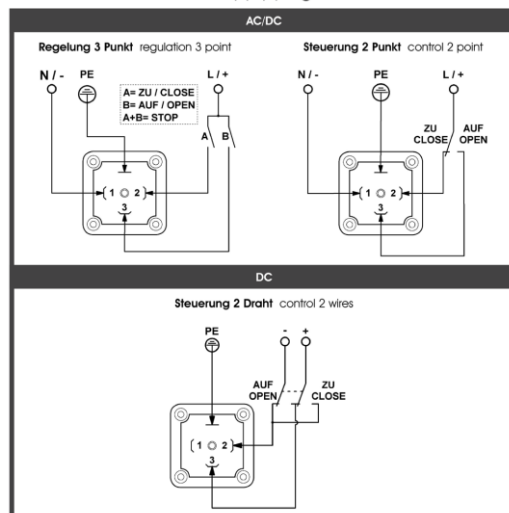 AC/DC
Regelung 3 Punkt regulation 3 point
N / - PE L / +
A= ZU / CLOSE
B= AUF / OPEN
A+B= STOP
A B
1 2
3
Steuerung 2 Punkt control 2 point
N / - PE L / +
ZU AUF
CLOSE OPEN
1 2
3
DC
Steuerung 2 Draht control 2 wires
PE - +
AUF ZU
OPEN CLOSE
1 2
3